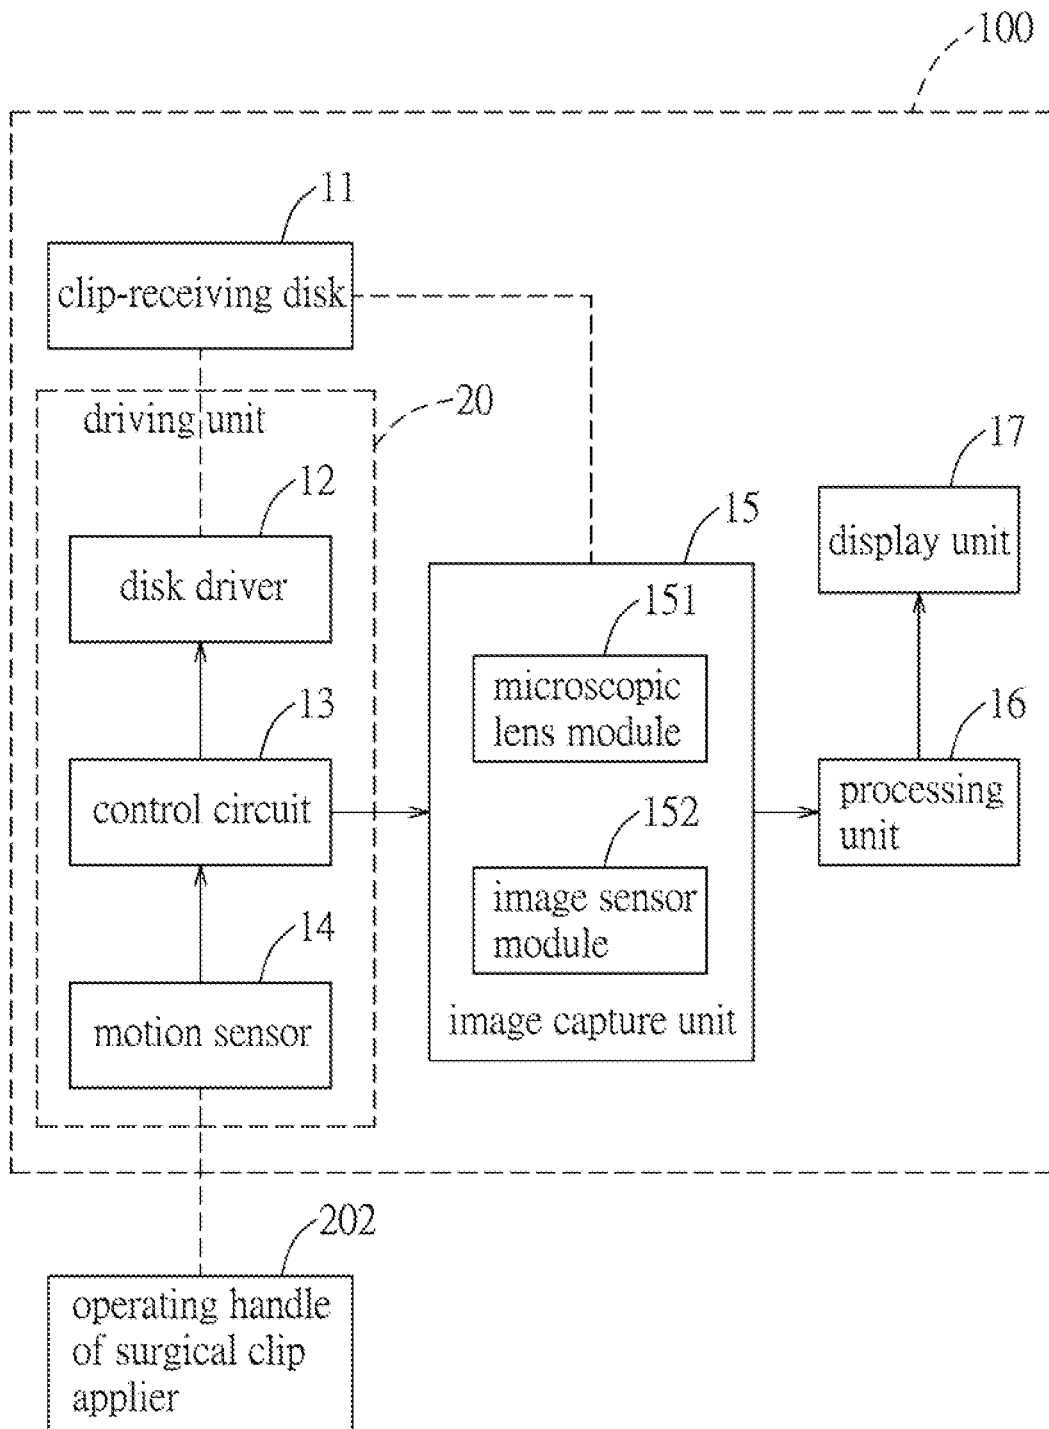 100
11
clip-receiving disk
driving unit
20
12
disk driver
13
control circuit
14
motion sensor
15
151
microscopic
lens module
152
image sensor
module
image capture unit
17
display unit
16
processing
unit
202
operating handle
of surgical clip
applier